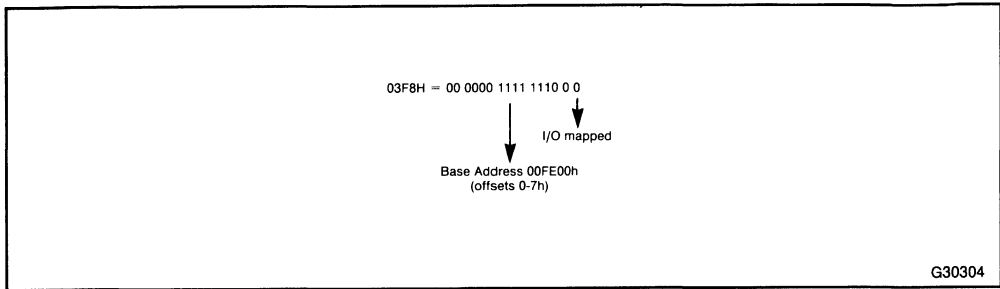 03F8H = 00 0000 1111 1110 0 0
I/O mapped
Base Address 00FE00h
(offsets 0-7h)
G30304